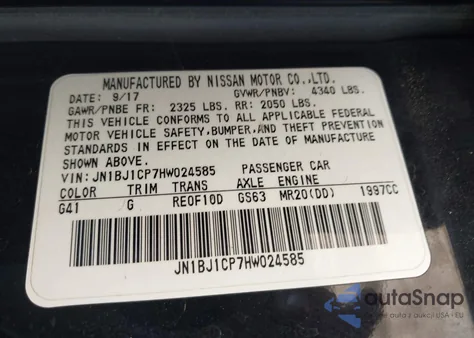 MANUFACTURED BY NISSAN MOTOR CO.,LTD.
DATE: 9/17 GVWR/PNBV: 4340 LBS.
GAWR/PNBE FR: 2325 LBS. RR: 2050 LBS.
THIS VEHICLE CONFORMS TO ALL APPLICABLE FEDERAL
MOTOR VEHICLE SAFETY,BUMPER,AND THEFT PREVENTION
STANDARDS IN EFFECT ON THE DATE OF MANUFACTURE
SHOWN ABOVE.
VIN: JN1BJ1CP7HW024585 PASSENGER CAR
COLOR TRIM TRANS AXLE ENGINE
G41 G RE0F10D GS63 MR20(DD) 1997CC
JN1BJ1CP7HW024585
autoSnap